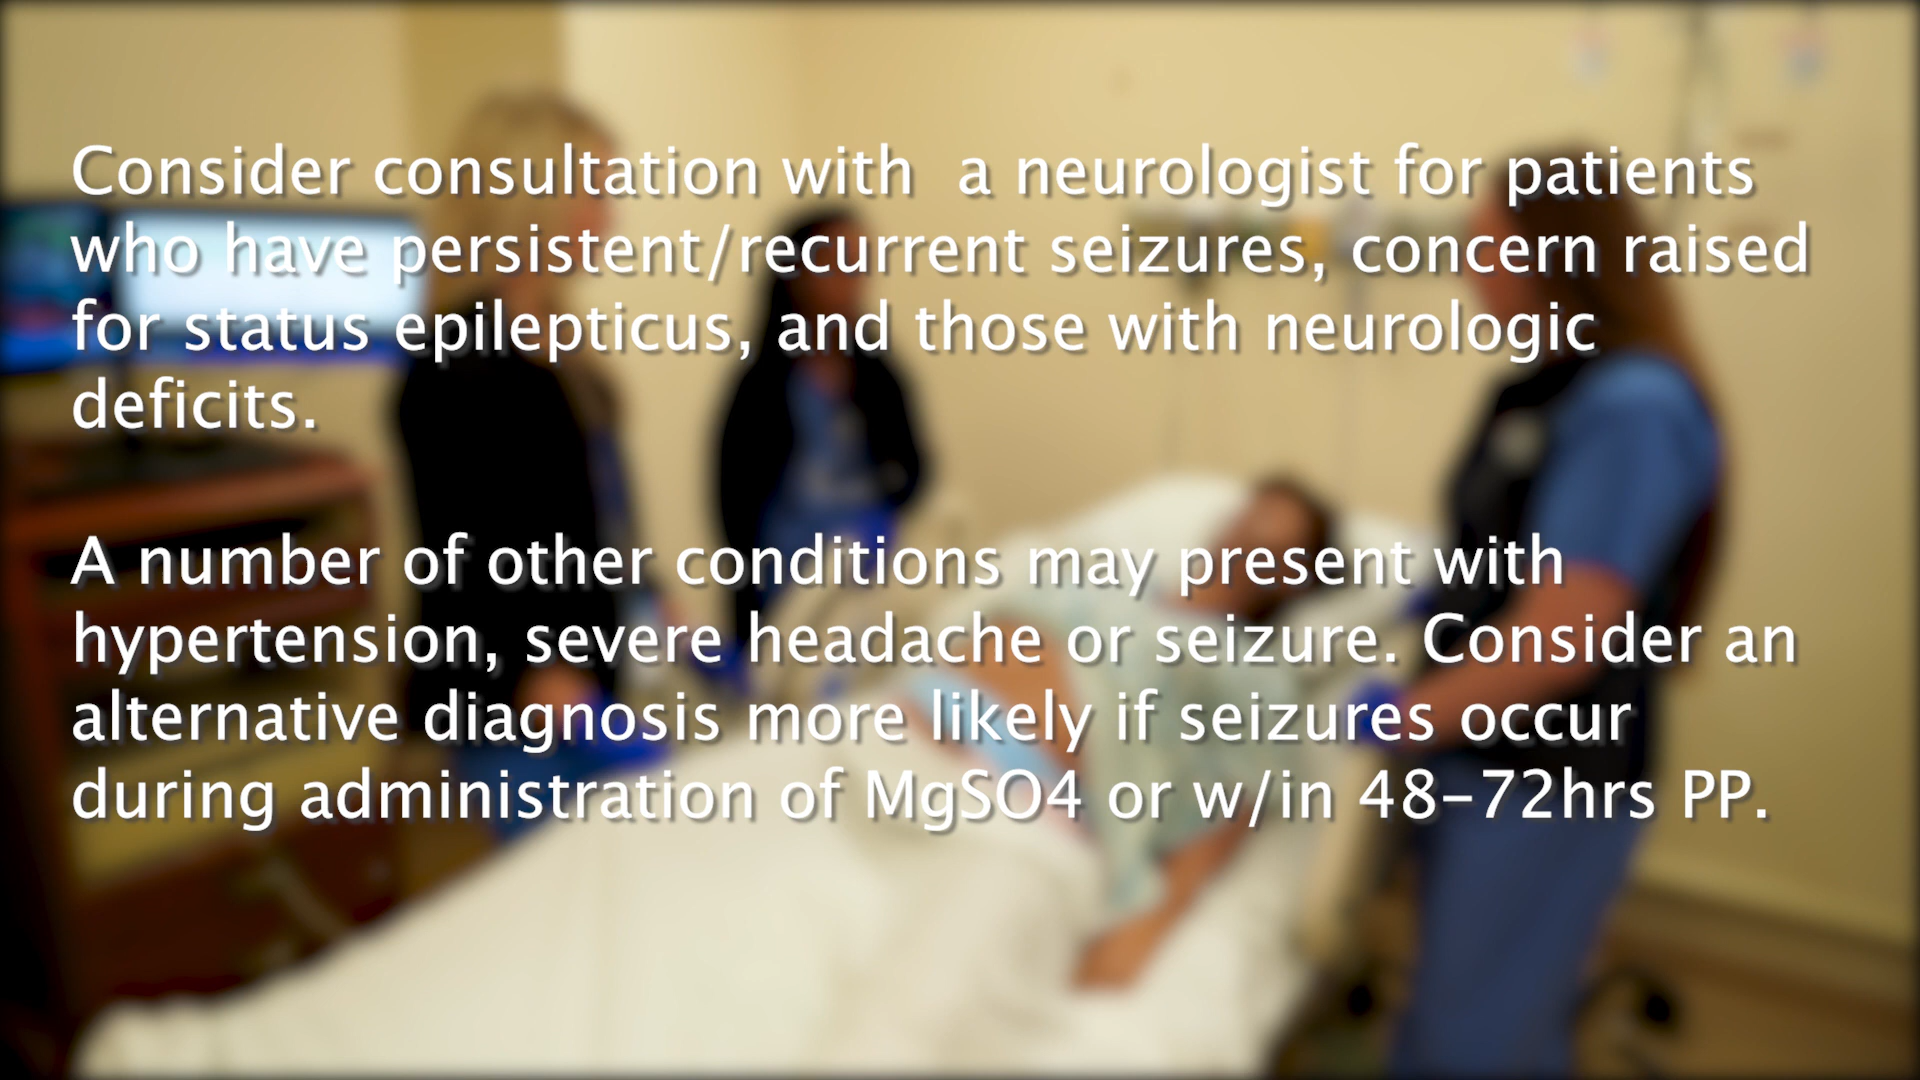 Consider consultation with  a neurologist for patients
who have persistent/recurrent seizures, concern raised
for status epilepticus, and those with neurologic
deficits.
A number of other conditions may present with
hypertension, severe headache or seizure. Consider an
alternative diagnosis more likely if seizures occur
during administration of MgSO4 or w/in 48-72hrs PP.